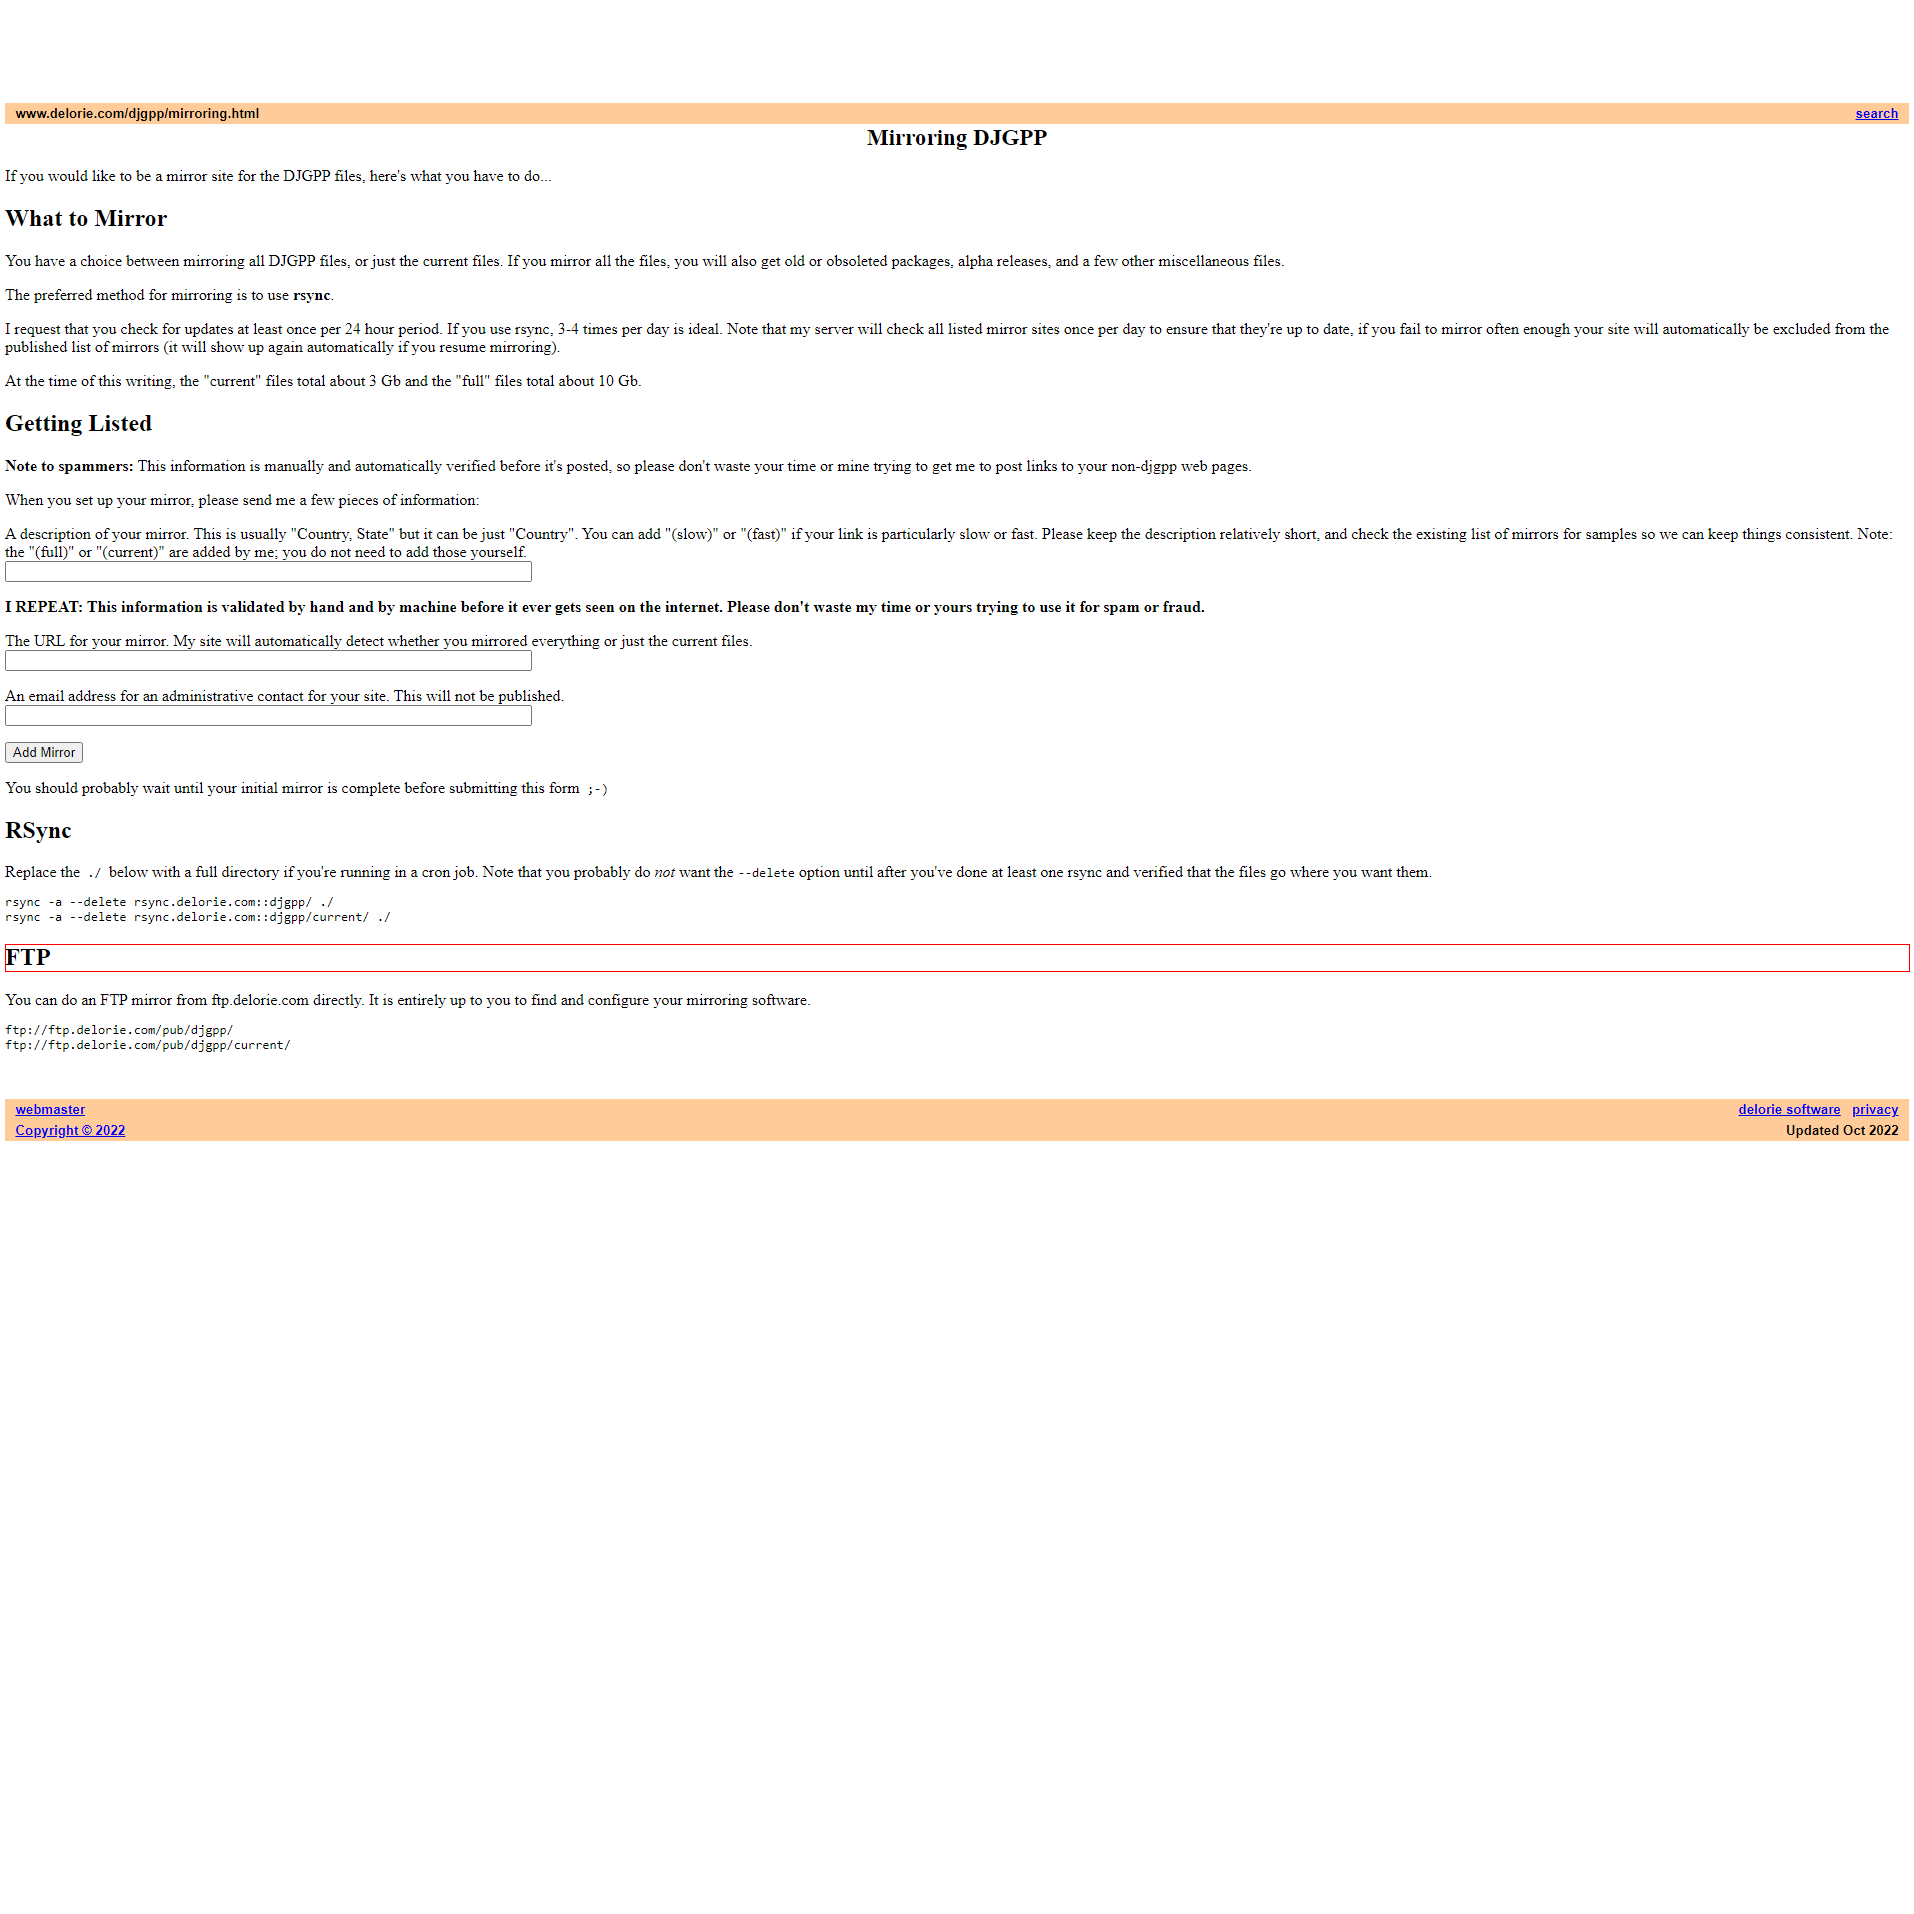 www.delorie.com/djgpp/mirroring.html search
Mirroring DJGPP
If you would like to be a mirror site for the DJGPP files, here's what you have to do...
What to Mirror
You have a choice between mirroring all DJGPP files, or just the current files. If you mirror all the files, you will also get old or obsoleted packages, alpha releases, and a few other miscellaneous files.
The preferred method for mirroring is to use rsync.
I request that you check for updates at least once per 24 hour period. If you use rsync, 3-4 times per day is ideal. Note that my server will check all listed mirror sites once per day to ensure that they're up to date, if you fail to mirror often enough your site will automatically be excluded from the
published list of mirrors (it will show up again automatically if you resume mirroring).
At the time of this writing, the "current" files total about 3 Gb and the "full" files total about 10 Gb.
Getting Listed
Note to spammers: This information is manually and automatically verified before it's posted, so please don't waste your time or mine trying to get me to post links to your non-djgpp web pages.
When you set up your mirror, please send me a few pieces of information:
A description of your mirror. This is usually "Country, State" but it can be just "Country". You can add "(slow)" or "(fast)" if your link is particularly slow or fast. Please keep the description relatively short, and check the existing list of mirrors for samples so we can keep things consistent. Note:
the "(full)" or "(current)" are added by me; you do not need to add those yourself.
I REPEAT: This information is validated by hand and by machine before it ever gets seen on the internet. Please don't waste my time or yours trying to use it for spam or fraud.
The URL for your mirror. My site will automatically detect whether you mirrored everything or just the current files.
An email address for an administrative contact for your site. This will not be published.
Add Mirror
You should probably wait until your initial mirror is complete before submitting this form ;-)
RSync
Replace the ./ below with a full directory if you're running in a cron job. Note that you probably do not want the --delete option until after you've done at least one rsync and verified that the files go where you want them.
rsync -a --delete rsync.delorie.com::djgpp/ ./
rsync -a --delete rsync.delorie.com::djgpp/current/ ./
FTP
You can do an FTP mirror from ftp.delorie.com directly. It is entirely up to you to find and configure your mirroring software.
ftp://ftp.delorie.com/pub/djgpp/
ftp://ftp.delorie.com/pub/djgpp/current/
webmaster delorie software privacy
Copyright © 2022 Updated Oct 2022